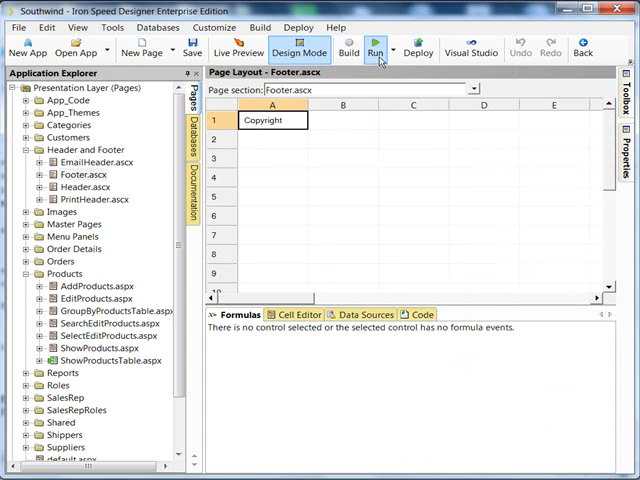 Southwind - Iron Speed Designer Enterprise Edition
File Edit View Tools Databases Customize Build Deploy Help
New App Open App New Page Save Live Preview Design Mode Build Run Deploy Visual Studio Undo Redo Back
Application Explorer
Presentation Layer (Pages)
App_Code
App_Themes
Categories
Customers
Header and Footer
EmailHeader.ascx
Footer.ascx
Header.ascx
PrintHeader.ascx
Images
Master Pages
Menu Panels
Order Details
Orders
Products
AddProducts.aspx
EditProducts.aspx
GroupByProductsTable.aspx
SearchEditProducts.aspx
SelectEditProducts.aspx
ShowProducts.aspx
ShowProductsTable.aspx
Reports
Roles
SalesRep
SalesRepRoles
Shared
Shippers
Suppliers
default.aspx
Pages
Databases
Documentation
Page Layout - Footer.ascx
Page section: Footer.ascx
A B C D E
1 Copyright
2
3
4
5
6
7
8
9
10
Formulas Cell Editor Data Sources Code
There is no control selected or the selected control has no formula events.
Toolbox
Properties